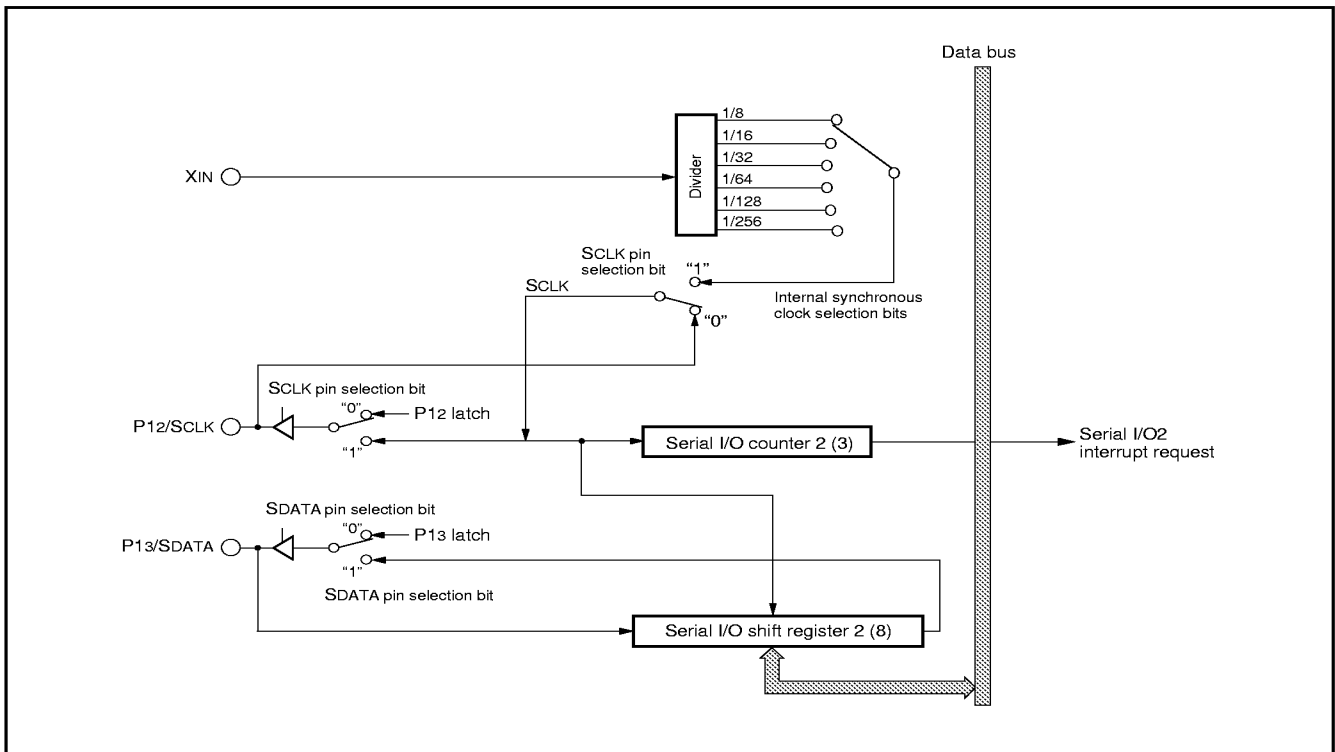 Data bus
XIN
Divider
1/8
1/16
1/32
1/64
1/128
1/256
SCLK pin
selection bit
"1"
SCLK
"0"
Internal synchronous
clock selection bits
SCLK pin selection bit
"0"
P12 latch
P12/SCLK
"1"
Serial I/O counter 2 (3)
Serial I/O2
interrupt request
SDATA pin selection bit
"0"
P13 latch
P13/SDATA
"1"
SDATA pin selection bit
Serial I/O shift register 2 (8)